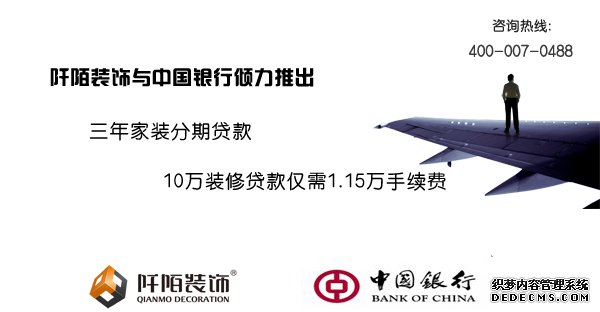 咨询热线:
400-007-0488
阡陌装饰与中国银行倾力推出
三年家装分期贷款
10万装修贷款仅需1.15万手续费
阡陌装饰®
QIANMO DECORATION
中国銀行
BANK OF CHINA
织梦内容管理系统
DEDECMS.COM